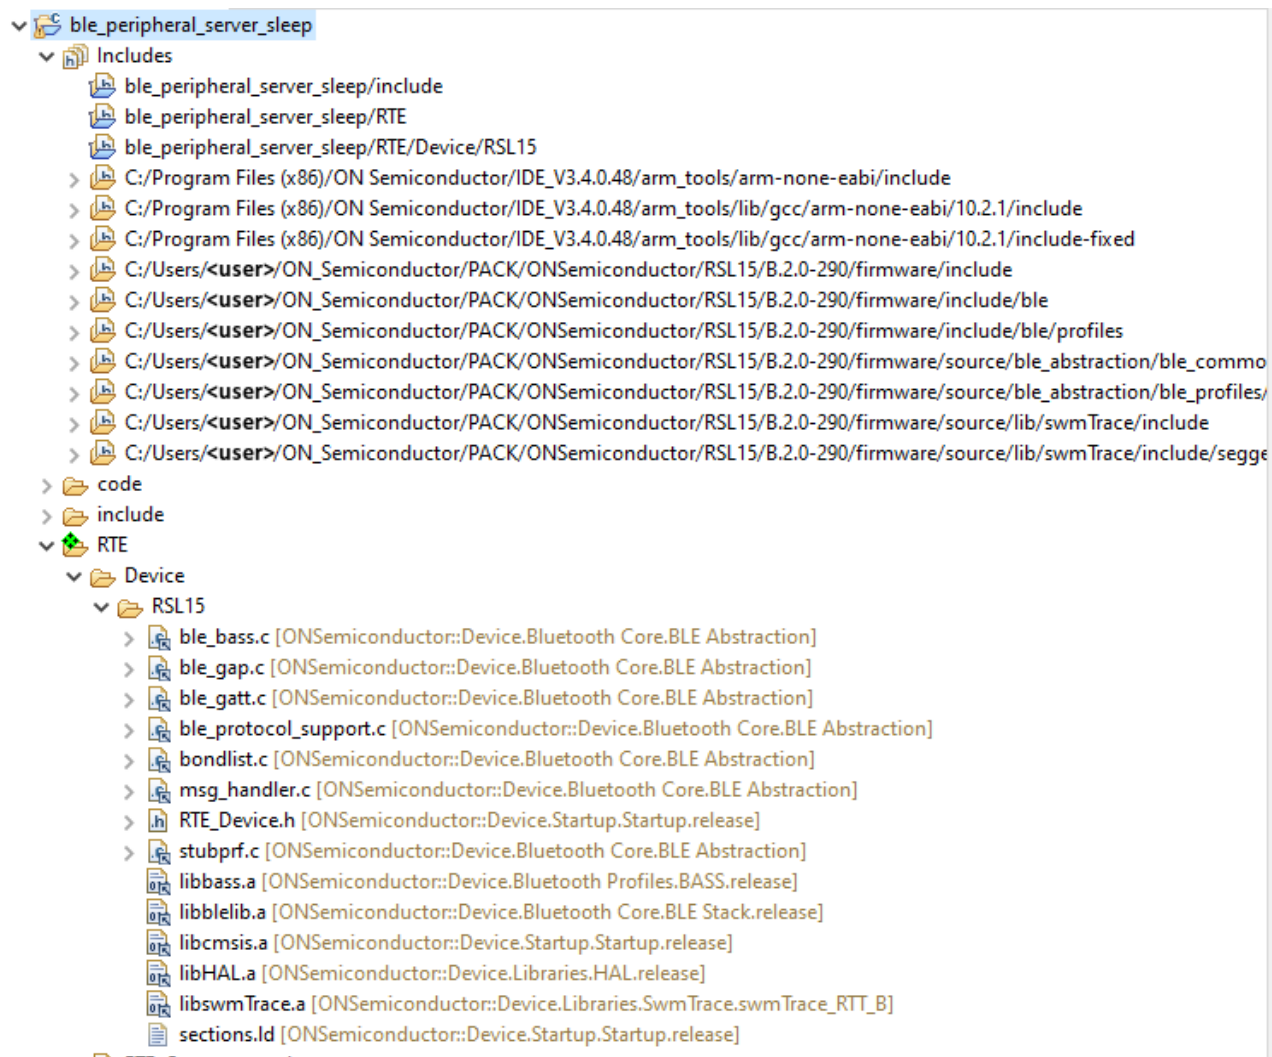 ble_peripheral_server_sleep
Includes
ble_peripheral_server_sleep/include
ble_peripheral_server_sleep/RTE
ble_peripheral_server_sleep/RTE/Device/RSL15
C:/Program Files (x86)/ON Semiconductor/IDE_V3.4.0.48/arm_tools/arm-none-eabi/include
C:/Program Files (x86)/ON Semiconductor/IDE_V3.4.0.48/arm_tools/lib/gcc/arm-none-eabi/10.2.1/include
C:/Program Files (x86)/ON Semiconductor/IDE_V3.4.0.48/arm_tools/lib/gcc/arm-none-eabi/10.2.1/include-fixed
C:/Users/<user>/ON_Semiconductor/PACK/ONSemiconductor/RSL15/B.2.0-290/firmware/include
C:/Users/<user>/ON_Semiconductor/PACK/ONSemiconductor/RSL15/B.2.0-290/firmware/include/ble
C:/Users/<user>/ON_Semiconductor/PACK/ONSemiconductor/RSL15/B.2.0-290/firmware/include/ble/profiles
C:/Users/<user>/ON_Semiconductor/PACK/ONSemiconductor/RSL15/B.2.0-290/firmware/source/ble_abstraction/ble_commo
C:/Users/<user>/ON_Semiconductor/PACK/ONSemiconductor/RSL15/B.2.0-290/firmware/source/ble_abstraction/ble_profiles/
C:/Users/<user>/ON_Semiconductor/PACK/ONSemiconductor/RSL15/B.2.0-290/firmware/source/lib/swmTrace/include
C:/Users/<user>/ON_Semiconductor/PACK/ONSemiconductor/RSL15/B.2.0-290/firmware/source/lib/swmTrace/include/segge
code
include
RTE
Device
RSL15
ble_bass.c [ONSemiconductor::Device.Bluetooth Core.BLE Abstraction]
ble_gap.c [ONSemiconductor::Device.Bluetooth Core.BLE Abstraction]
ble_gatt.c [ONSemiconductor::Device.Bluetooth Core.BLE Abstraction]
ble_protocol_support.c [ONSemiconductor::Device.Bluetooth Core.BLE Abstraction]
bondlist.c [ONSemiconductor::Device.Bluetooth Core.BLE Abstraction]
msg_handler.c [ONSemiconductor::Device.Bluetooth Core.BLE Abstraction]
RTE_Device.h [ONSemiconductor::Device.Startup.Startup.release]
stubprf.c [ONSemiconductor::Device.Bluetooth Core.BLE Abstraction]
libbass.a [ONSemiconductor::Device.Bluetooth Profiles.BASS.release]
libblelib.a [ONSemiconductor::Device.Bluetooth Core.BLE Stack.release]
libcmsis.a [ONSemiconductor::Device.Startup.Startup.release]
libHAL.a [ONSemiconductor::Device.Libraries.HAL.release]
libswmTrace.a [ONSemiconductor::Device.Libraries.SwmTrace.swmTrace_RTT_B]
sections.ld [ONSemiconductor::Device.Startup.Startup.release]